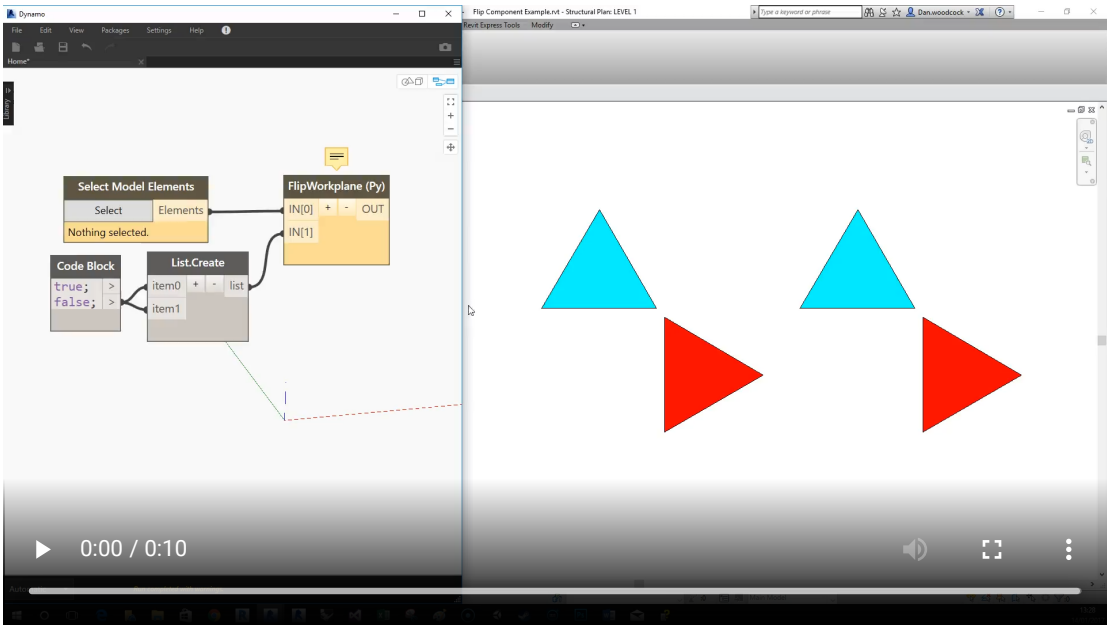 Dynamo
Flip Component Example.rvt - Structural Plan: LEVEL 1
Type a keyword or phrase
Dan.woodcock
File Edit View Packages Settings Help
Revit Express Tools Modify
Home*
Library
Select Model Elements
Select Elements
Nothing selected.
FlipWorkplane (Py)
IN[0] + - OUT
IN[1]
Code Block
true; >
false; >
List.Create
item0 + - list
item1
0:00 / 0:10
13:28